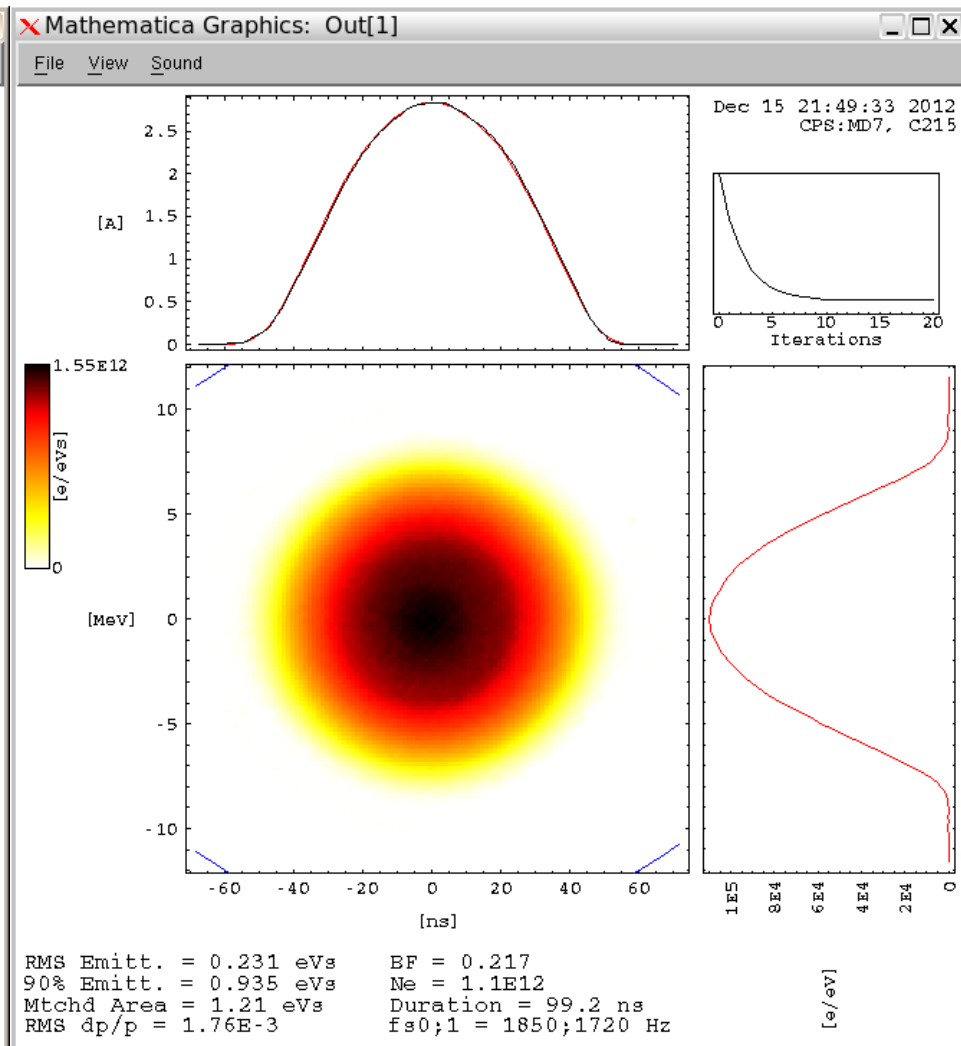 Mathematica Graphics: Out[1]
File View Sound
Dec 15 21:49:33 2012
CPS:MD7, C215
2.5
2
1.5
1
0.5
0
[A]
0 5 10 15 20
Iterations
1.55E12
[e/eVs]
0
10
5
0
-5
-10
[MeV]
-60 -40 -20 0 20 40 60
[ns]
1E5 8E4 6E4 4E4 2E4 0
[e/eV]
RMS Emitt. = 0.231 eVs BF = 0.217
90% Emitt. = 0.935 eVs Ne = 1.1E12
Mtchd Area = 1.21 eVs Duration = 99.2 ns
RMS dp/p = 1.76E-3 fs0;1 = 1850;1720 Hz